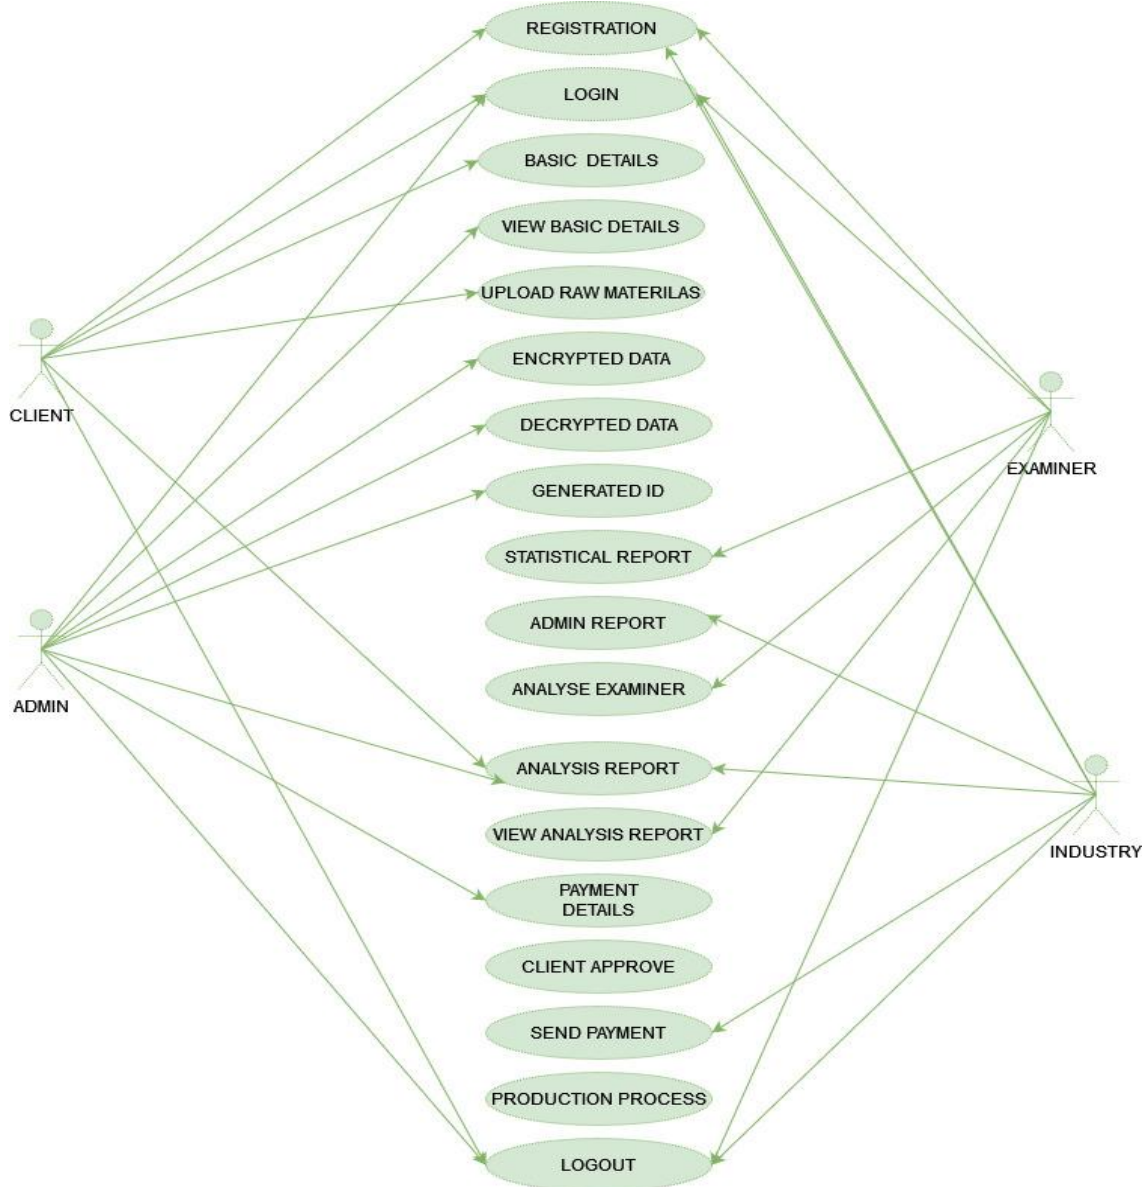 REGISTRATION
LOGIN
BASIC DETAILS
VIEW BASIC DETAILS
UPLOAD RAW MATERILAS
ENCRYPTED DATA
CLIENT
DECRYPTED DATA
EXAMINER
GENERATED ID
STATISTICAL REPORT
ADMIN REPORT
ANALYSE EXAMINER
ADMIN
ANALYSIS REPORT
VIEW ANALYSIS REPORT
INDUSTRY
PAYMENT
DETAILS
CLIENT APPROVE
SEND PAYMENT
PRODUCTION PROCESS
LOGOUT